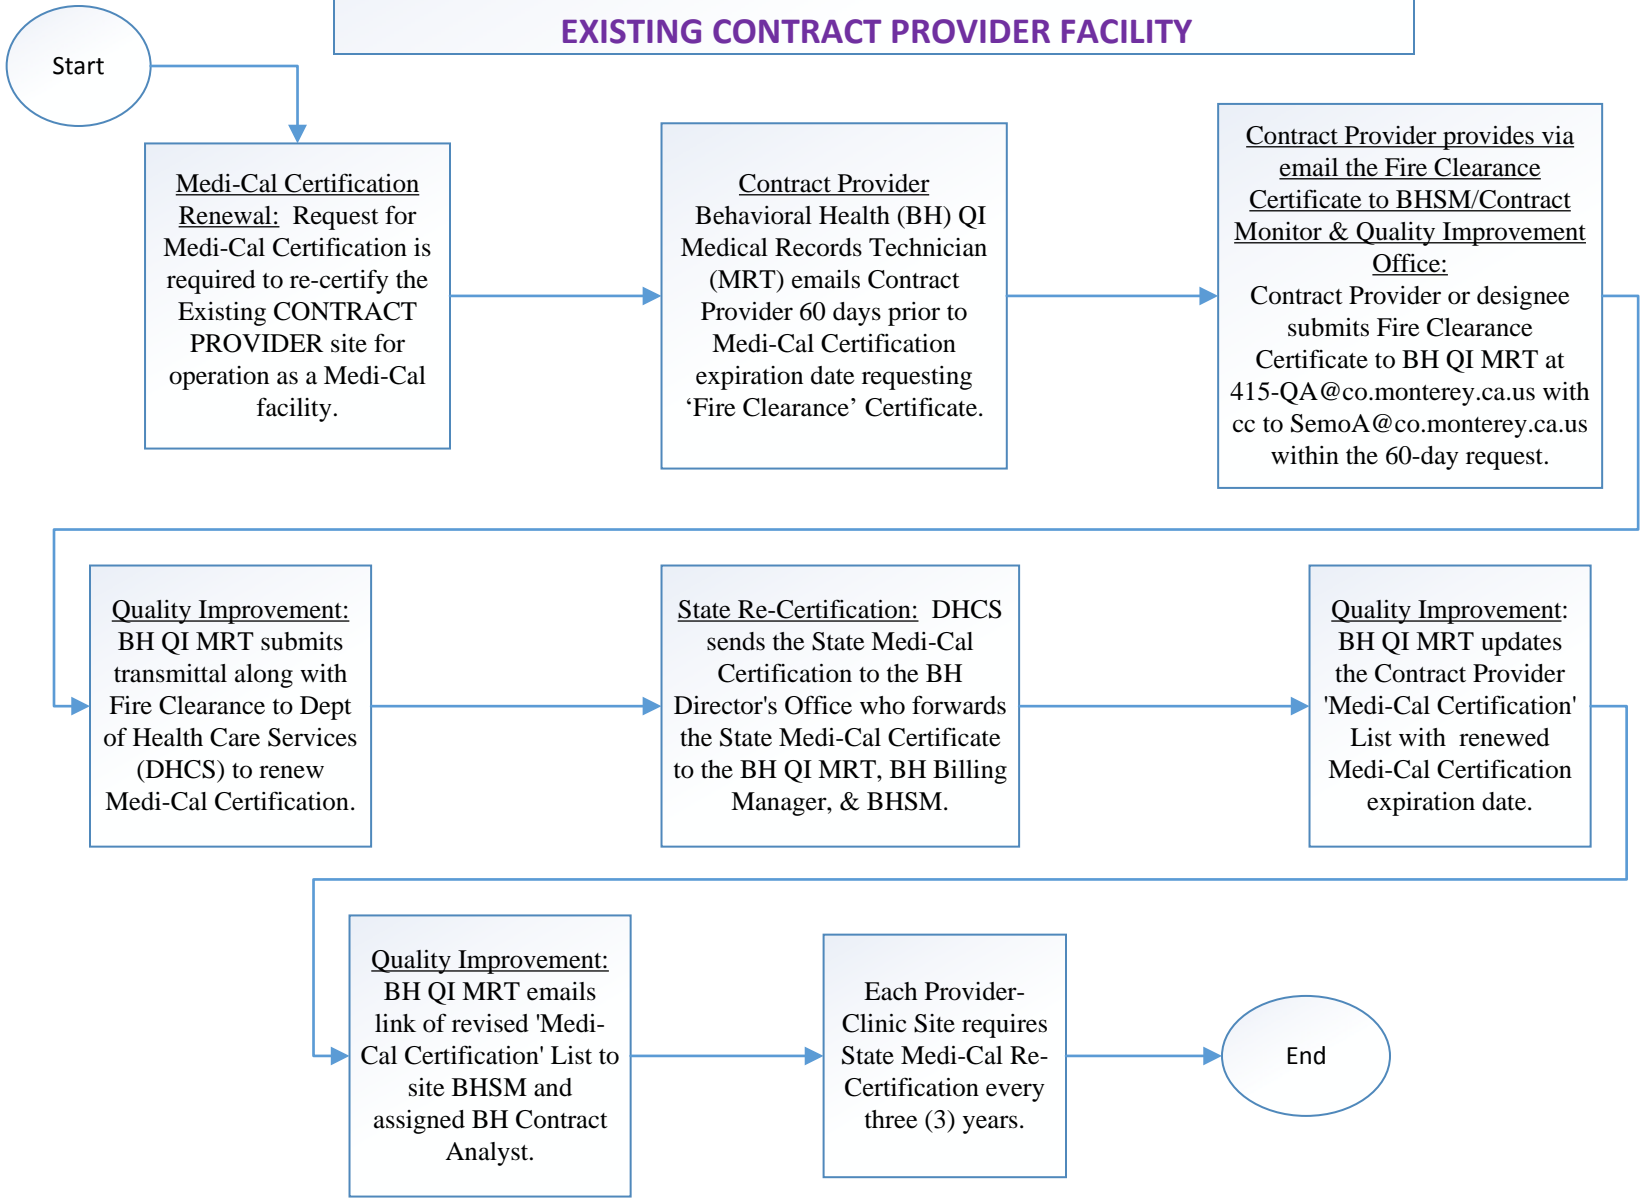 EXISTING CONTRACT PROVIDER FACILITY
Start
Medi-Cal Certification
Renewal: Request for
Medi-Cal Certification is
required to re-certify the
Existing CONTRACT
PROVIDER site for
operation as a Medi-Cal
facility.
Contract Provider
Behavioral Health (BH) QI
Medical Records Technician
(MRT) emails Contract
Provider 60 days prior to
Medi-Cal Certification
expiration date requesting
‘Fire Clearance’ Certificate.
Contract Provider provides via
email the Fire Clearance
Certificate to BHSM/Contract
Monitor & Quality Improvement
Office:
Contract Provider or designee
submits Fire Clearance
Certificate to BH QI MRT at
415-QA@co.monterey.ca.us with
cc to SemoA@co.monterey.ca.us
within the 60-day request.
Quality Improvement:
BH QI MRT submits
transmittal along with
Fire Clearance to Dept
of Health Care Services
(DHCS) to renew
Medi-Cal Certification.
State Re-Certification: DHCS
sends the State Medi-Cal
Certification to the BH
Director's Office who forwards
the State Medi-Cal Certificate
to the BH QI MRT, BH Billing
Manager, & BHSM.
Quality Improvement:
BH QI MRT updates
the Contract Provider
'Medi-Cal Certification'
List with renewed
Medi-Cal Certification
expiration date.
Quality Improvement:
BH QI MRT emails
link of revised 'Medi-
Cal Certification' List to
site BHSM and
assigned BH Contract
Analyst.
Each Provider-
Clinic Site requires
State Medi-Cal Re-
Certification every
three (3) years.
End